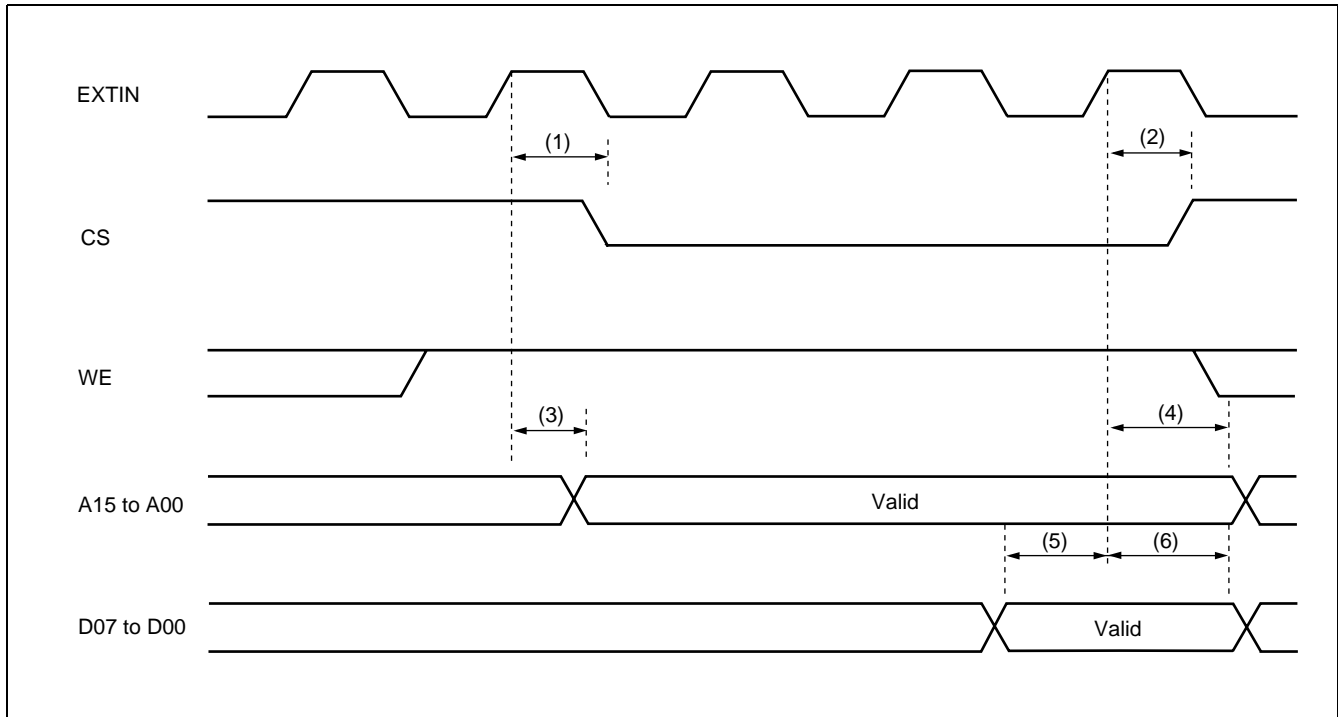 EXTIN
(1)
(2)
CS
WE
(3)
(4)
A15 to A00
Valid
(5)
(6)
D07 to D00
Valid